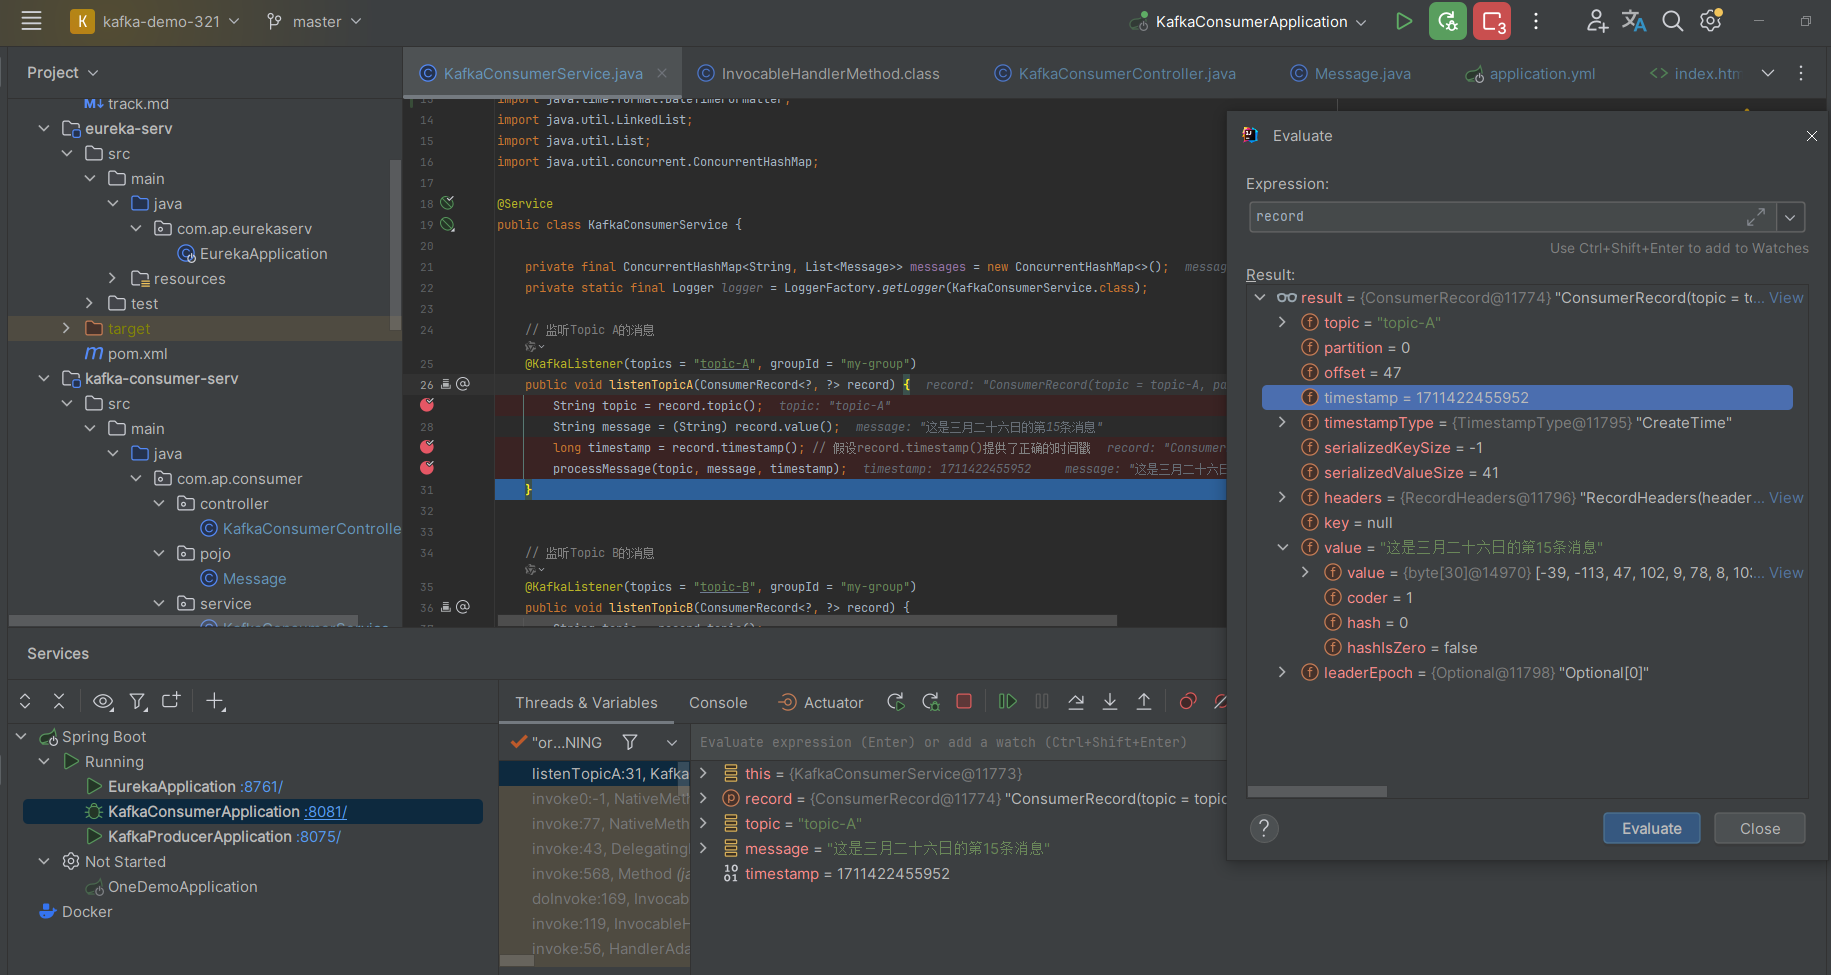 K kafka-demo-321 master KafkaConsumerApplication 3
Project
track.md
eureka-serv
src
main
java
com.ap.eurekaserv
EurekaApplication
resources
test
target
pom.xml
kafka-consumer-serv
src
main
java
com.ap.consumer
controller
KafkaConsumerControlle
pojo
Message
service
KafkaConsumerService
KafkaConsumerService.java InvocableHandlerMethod.class KafkaConsumerController.java Message.java application.yml index.htm
13 import java.time.format.DateTimeFormatter;
14 import java.util.LinkedList;
15 import java.util.List;
16 import java.util.concurrent.ConcurrentHashMap;
17
18 @Service
19 public class KafkaConsumerService {
20
21 private final ConcurrentHashMap<String, List<Message>> messages = new ConcurrentHashMap<>(); messag
22 private static final Logger logger = LoggerFactory.getLogger(KafkaConsumerService.class);
23
24 // 监听Topic A的消息
25 @KafkaListener(topics = "topic-A", groupId = "my-group")
26 public void listenTopicA(ConsumerRecord<?, ?> record) { record: "ConsumerRecord(topic = topic-A, pa
String topic = record.topic(); topic: "topic-A"
28 String message = (String) record.value(); message: "这是三月二十六日的第15条消息"
long timestamp = record.timestamp(); // 假设record.timestamp()提供了正确的时间戳 record: "Consumer
processMessage(topic, message, timestamp); timestamp: 1711422455952 message: "这是三月二十六日
31 }
32
33
34 // 监听Topic B的消息
35 @KafkaListener(topics = "topic-B", groupId = "my-group")
36 public void listenTopicB(ConsumerRecord<?, ?> record) {
String topic = record.topic();
Evaluate
Expression:
record
Use Ctrl+Shift+Enter to add to Watches
Result:
result = {ConsumerRecord@11774} "ConsumerRecord(topic = to... View
topic = "topic-A"
partition = 0
offset = 47
timestamp = 1711422455952
timestampType = {TimestampType@11795} "CreateTime"
serializedKeySize = -1
serializedValueSize = 41
headers = {RecordHeaders@11796} "RecordHeaders(header... View
key = null
value = "这是三月二十六日的第15条消息"
value = {byte[30]@14970} [-39, -113, 47, 102, 9, 78, 8, 103... View
coder = 1
hash = 0
hashIsZero = false
leaderEpoch = {Optional@11798} "Optional[0]"
? Evaluate Close
Services
Spring Boot
Running
EurekaApplication :8761/
KafkaConsumerApplication :8081/
KafkaProducerApplication :8075/
Not Started
OneDemoApplication
Docker
Threads & Variables Console Actuator
"or...NING
listenTopicA:31, Kafka
invoke0:-1, NativeMeth
invoke:77, NativeMeth
invoke:43, Delegating
invoke:568, Method (ja
doInvoke:169, Invocab
invoke:119, InvocableH
invoke:56, HandlerAda
Evaluate expression (Enter) or add a watch (Ctrl+Shift+Enter)
this = {KafkaConsumerService@11773}
record = {ConsumerRecord@11774} "ConsumerRecord(topic = topic
topic = "topic-A"
message = "这是三月二十六日的第15条消息"
timestamp = 1711422455952